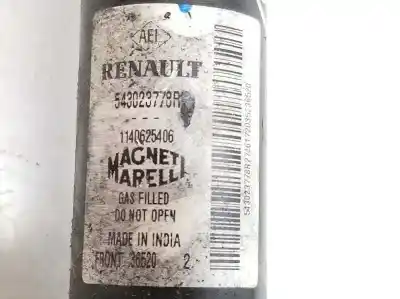 AEI
RENAULT
543023778R
---
1140625406
MAGNETI
MARELLI
GAS FILLED
DO NOT OPEN
MADE IN INDIA
FRONT 36520 2